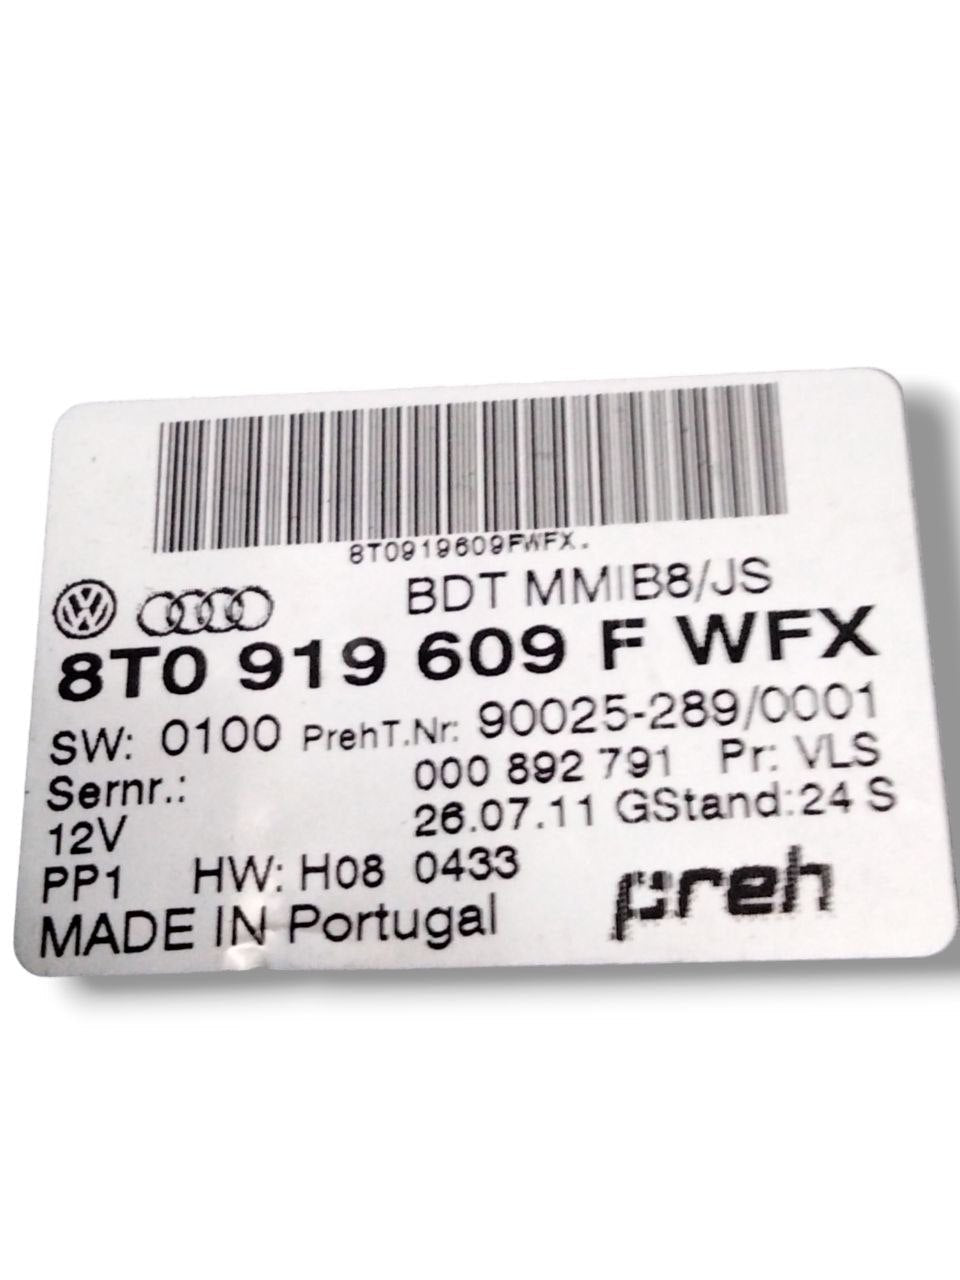 8T0919609FWFX.
BDT MMIB8/JS
8T0 919 609 F WFX
SW: 0100 PrehT.Nr: 90025-289/0001
Sernr.: 000 892 791 Pr: VLS
12V 26.07.11 GStand:24 S
PP1 HW: H08 0433
MADE IN Portugal preh